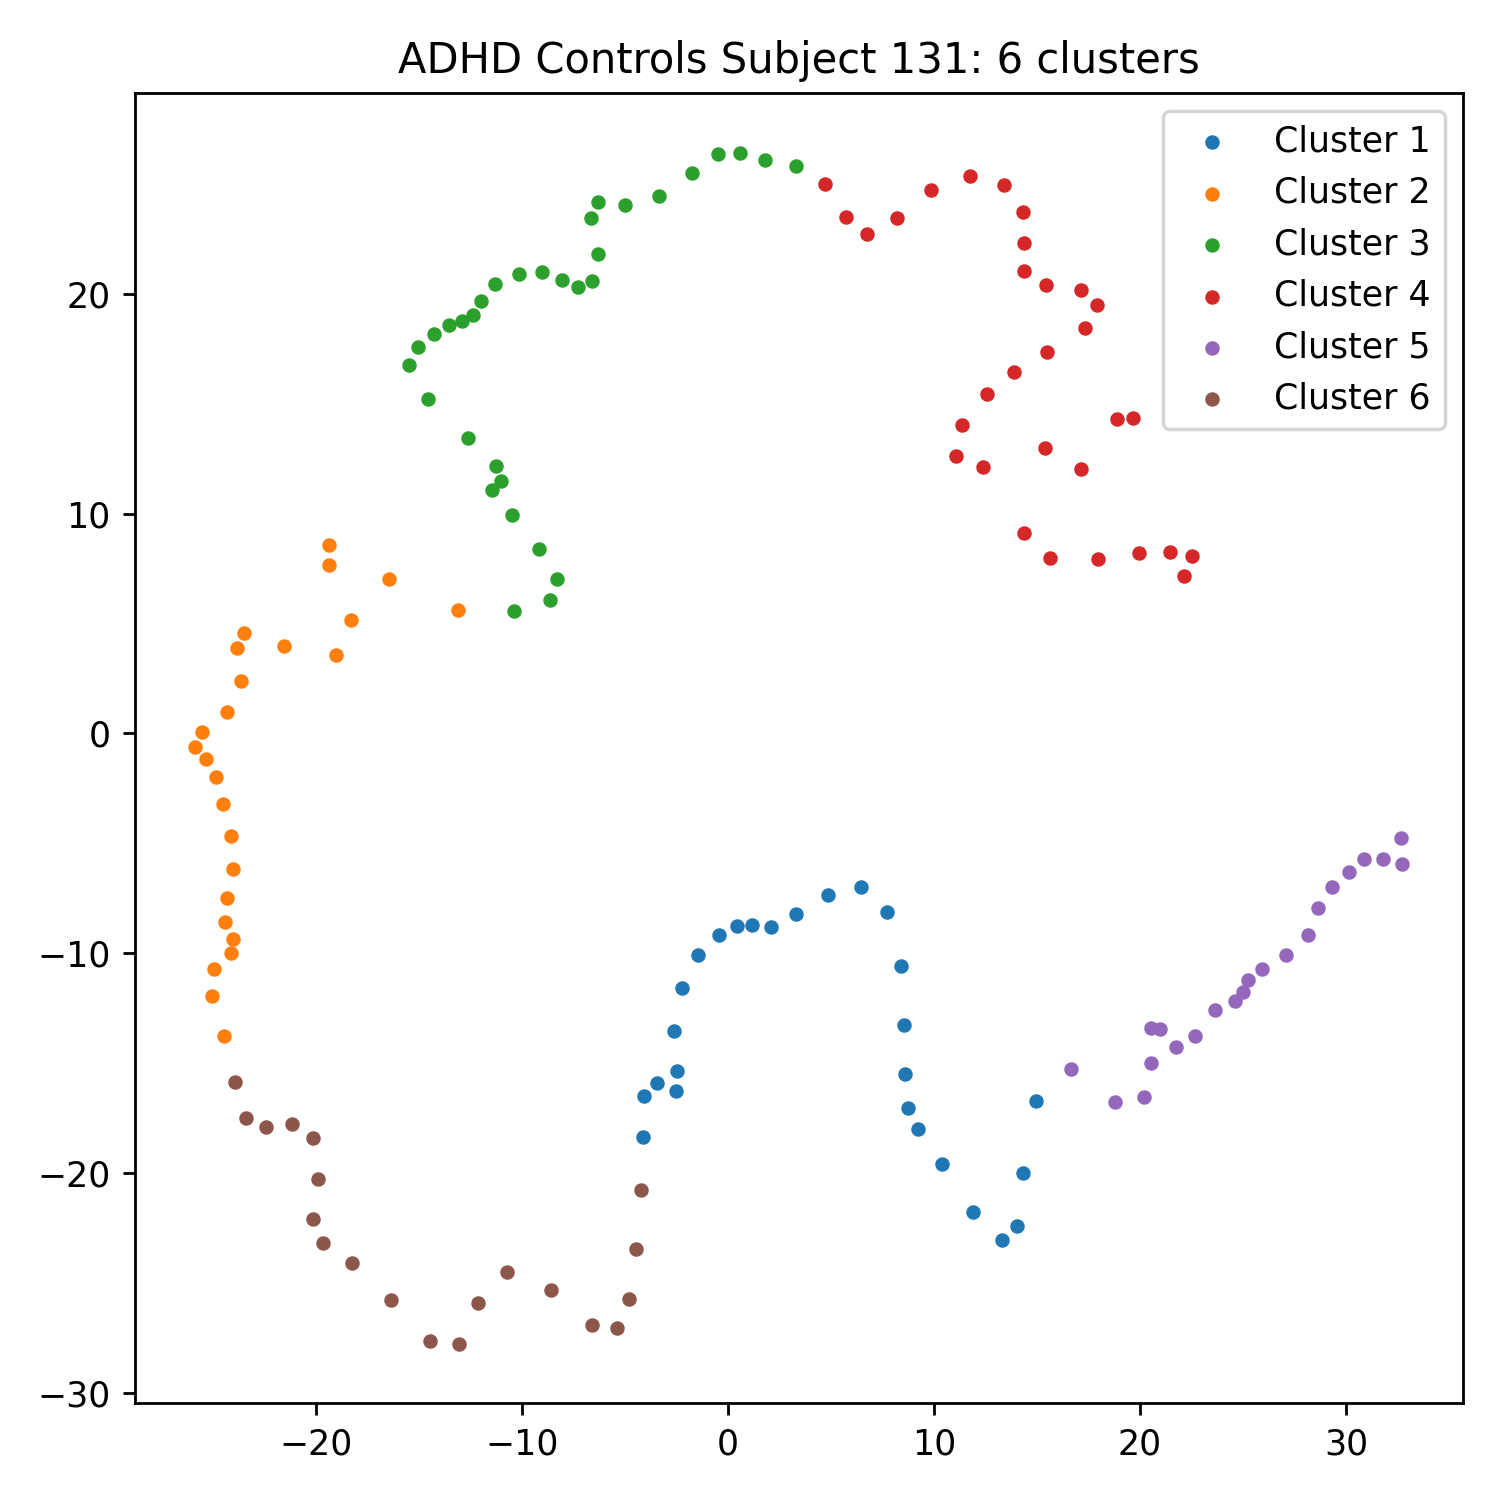 ADHD Controls Subject 131: 6 clusters
Cluster 1
Cluster 2
Cluster 3
Cluster 4
Cluster 5
Cluster 6
20
10
0
−10
−20
−30
−20 −10 0 10 20 30